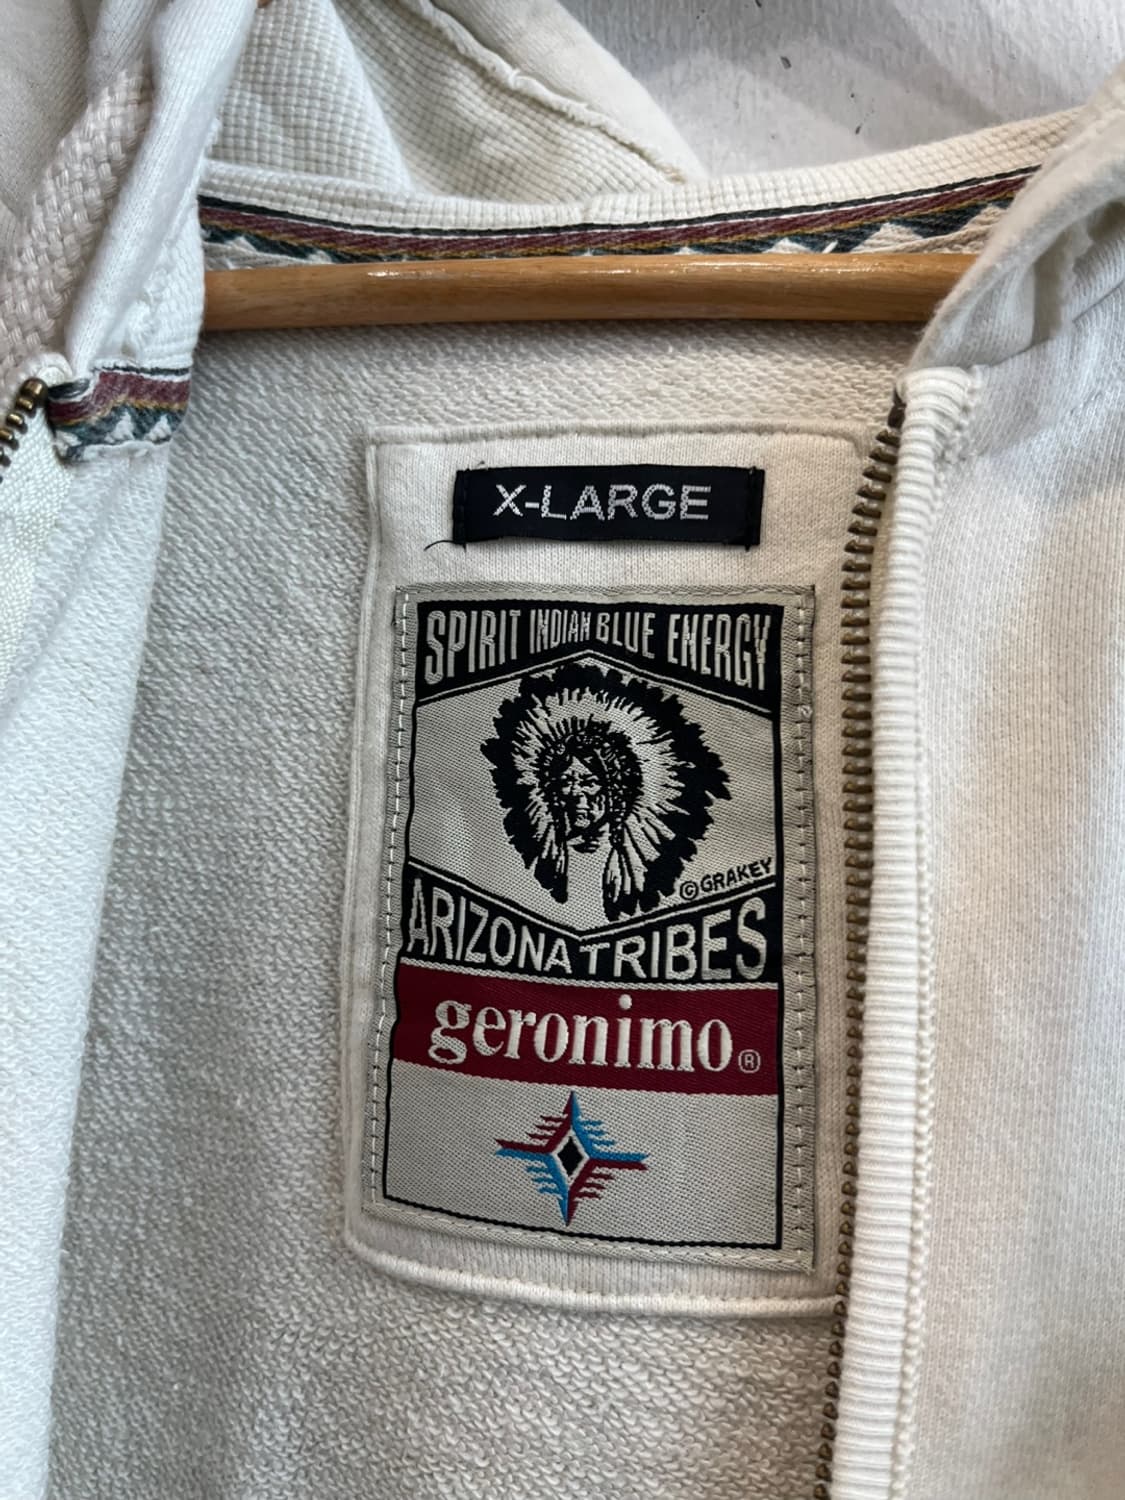 X-LARGE
SPIRIT INDIAN BLUE ENERGY
© GRAKEY
ARIZONA TRIBES
geronimo ®